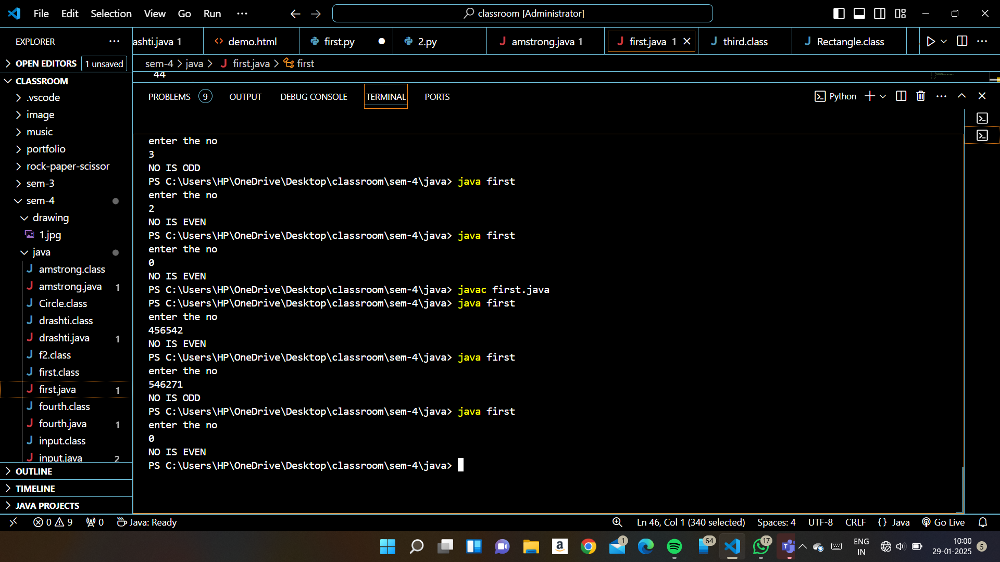 File Edit Selection View Go Run ···
classroom [Administrator]
EXPLORER ···
ashti.java 1 demo.html first.py 2.py amstrong.java 1 first.java 1 third.class Rectangle.class ···
OPEN EDITORS 1 unsaved
sem-4 > java > first.java > first
44
CLASSROOM
.vscode
image
music
portfolio
rock-paper-scissor
sem-3
sem-4
drawing
1.jpg
java
amstrong.class
amstrong.java 1
Circle.class
drashti.class
drashti.java 1
f2.class
first.class
first.java 1
fourth.class
fourth.java 1
input.class
input.java 2
OUTLINE
TIMELINE
JAVA PROJECTS
PROBLEMS 9 OUTPUT DEBUG CONSOLE TERMINAL PORTS
Python ···
enter the no
3
NO IS ODD
PS C:\Users\HP\OneDrive\Desktop\classroom\sem-4\java> java first
enter the no
2
NO IS EVEN
PS C:\Users\HP\OneDrive\Desktop\classroom\sem-4\java> java first
enter the no
0
NO IS EVEN
PS C:\Users\HP\OneDrive\Desktop\classroom\sem-4\java> javac first.java
PS C:\Users\HP\OneDrive\Desktop\classroom\sem-4\java> java first
enter the no
456542
NO IS EVEN
PS C:\Users\HP\OneDrive\Desktop\classroom\sem-4\java> java first
enter the no
546271
NO IS ODD
PS C:\Users\HP\OneDrive\Desktop\classroom\sem-4\java> java first
enter the no
0
NO IS EVEN
PS C:\Users\HP\OneDrive\Desktop\classroom\sem-4\java>
0 9 0 Java: Ready Ln 46, Col 1 (340 selected) Spaces: 4 UTF-8 CRLF {} Java Go Live
1 64 17
ENG
IN
10:00
29-01-2025
5